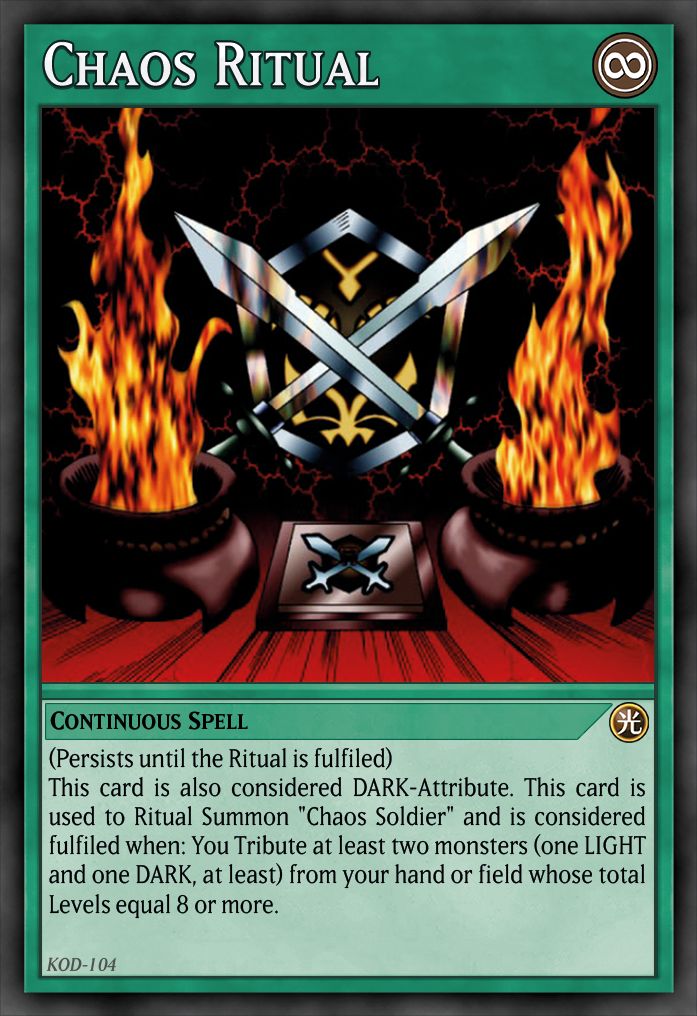 Chaos Ritual
Continuous Spell
光
(Persists until the Ritual is fulfiled)
This card is also considered DARK-Attribute. This card is
used to Ritual Summon "Chaos Soldier" and is considered
fulfiled when: You Tribute at least two monsters (one LIGHT
and one DARK, at least) from your hand or field whose total
Levels equal 8 or more.
KOD-104